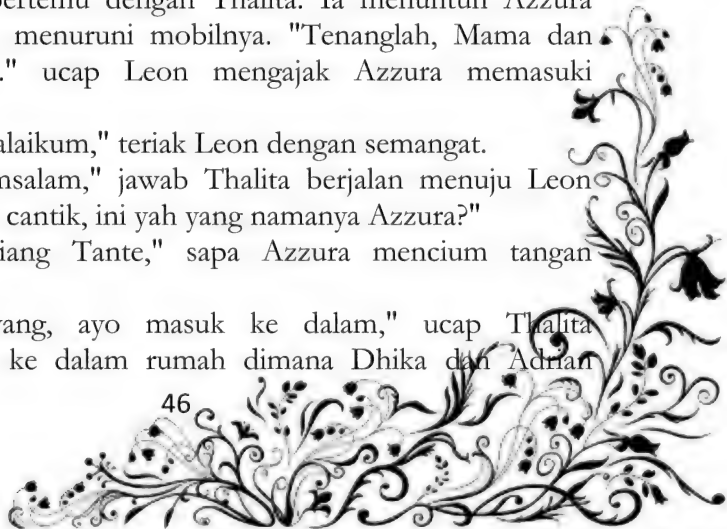 bertemu dengan Thalita. Ia menuntun Azzura
menuruni mobilnya. "Tenanglah, Mama dan
." ucap Leon mengajak Azzura memasuki
alaikum," teriak Leon dengan semangat.
msalam," jawab Thalita berjalan menuju Leon
cantik, ini yah yang namanya Azzura?"
iang Tante," sapa Azzura mencium tangan
yang, ayo masuk ke dalam," ucap Thalita
ke dalam rumah dimana Dhika dan Adrian
46